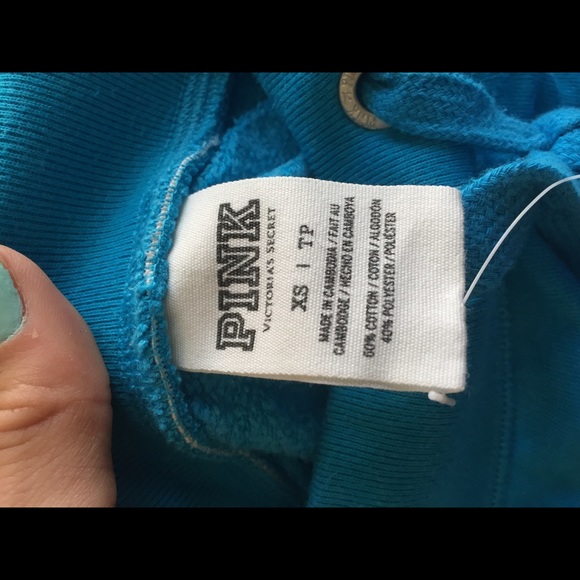 PINK
VICTORIA'S SECRET
XS | TP
MADE IN CAMBODIA / FAIT AU
CAMBODGE / HECHO EN CAMBOYA
60% COTTON / COTON / ALGODÓN
40% POLYESTER / POLIÉSTER